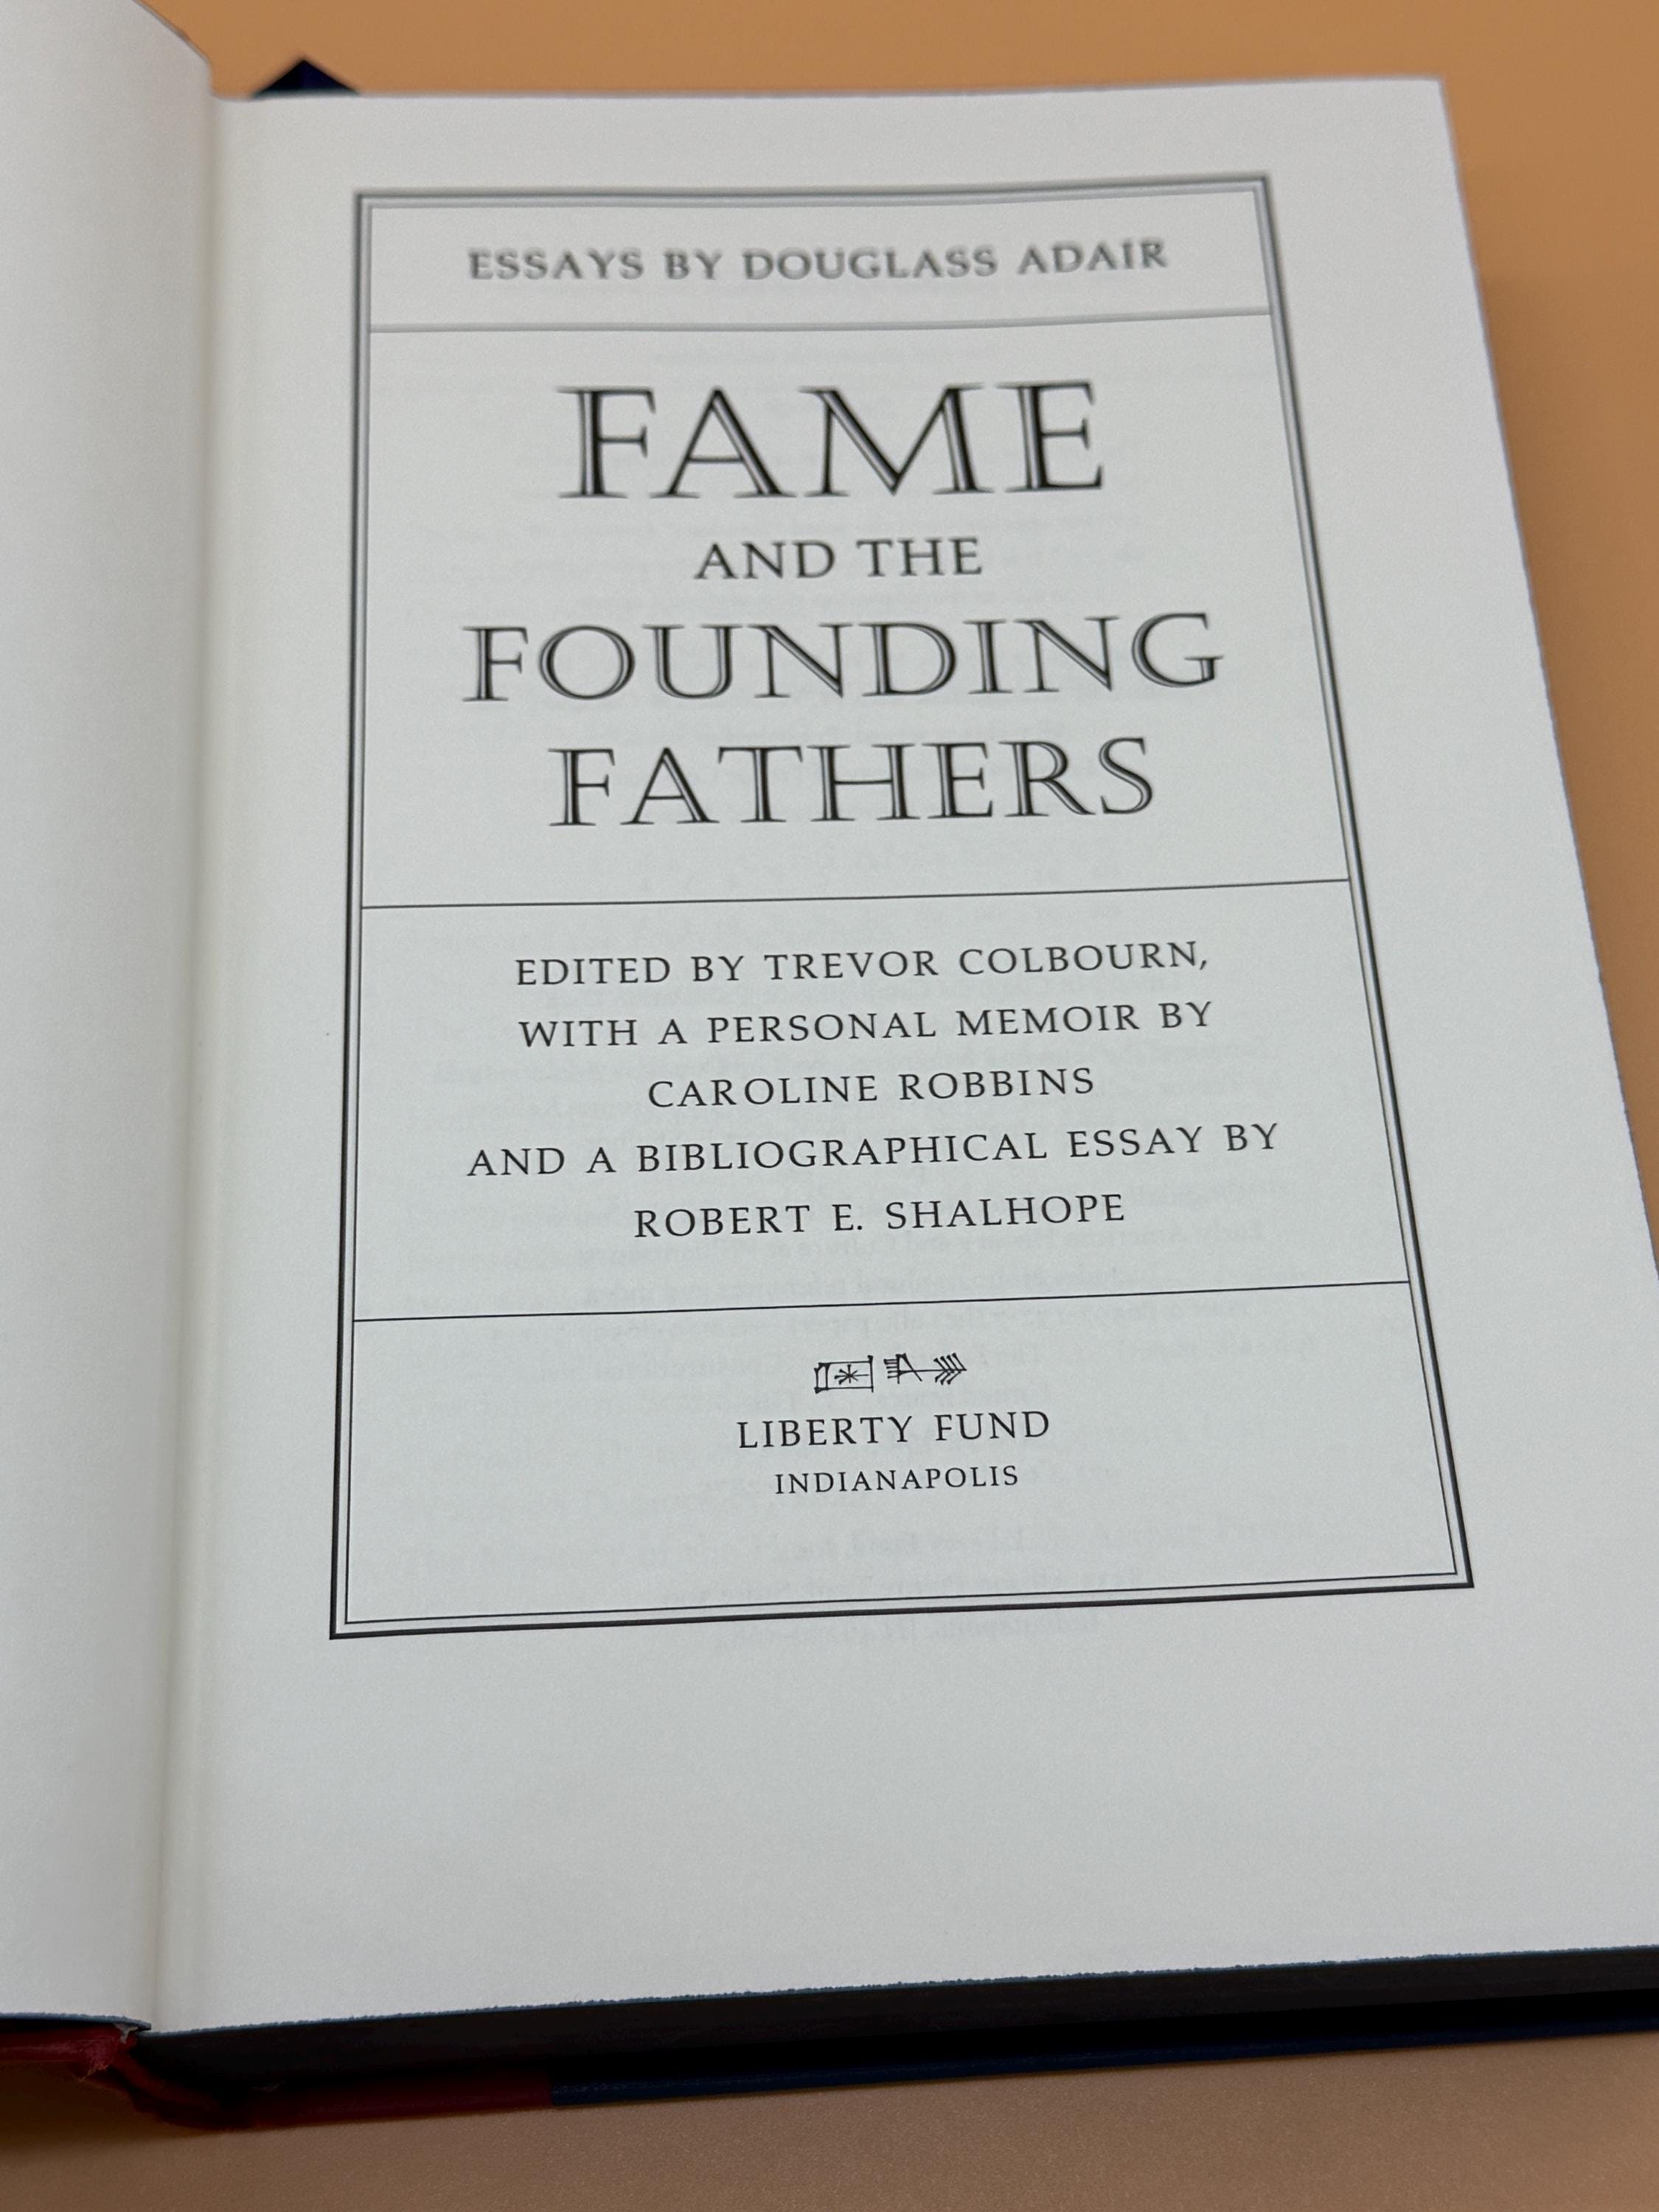 ESSAYS BY DOUGLASS ADAIR
FAME
AND THE
FOUNDING
FATHERS
EDITED BY TREVOR COLBOURN,
WITH A PERSONAL MEMOIR BY
CAROLINE ROBBINS
AND A BIBLIOGRAPHICAL ESSAY BY
ROBERT E. SHALHOPE
LIBERTY FUND
INDIANAPOLIS